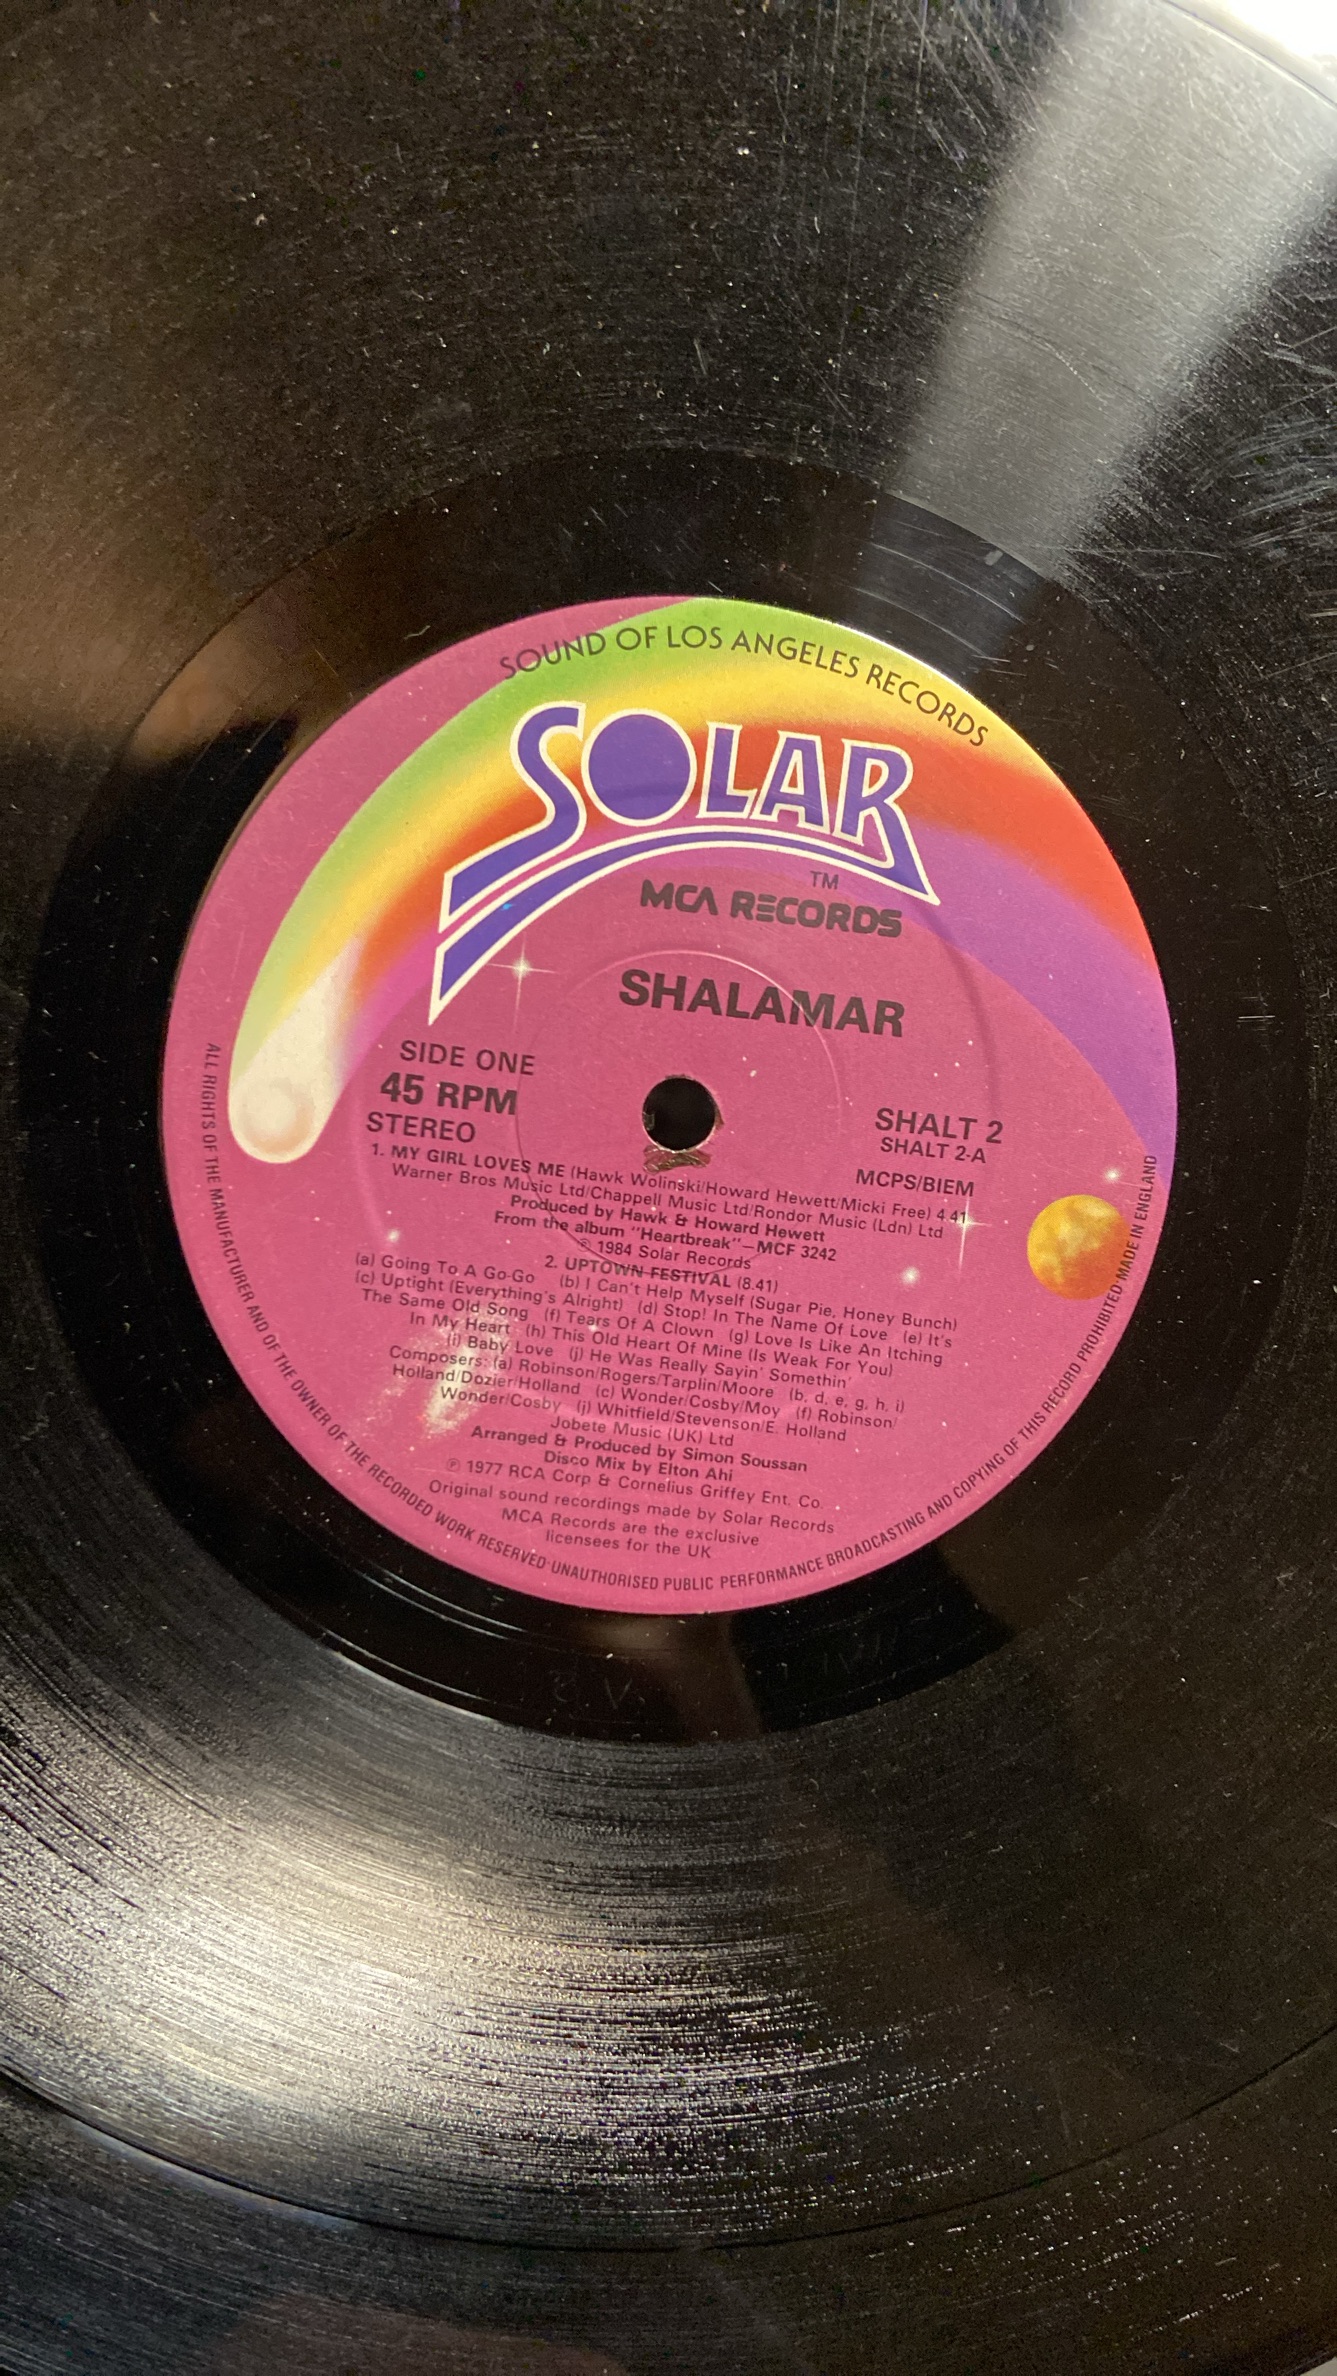 SOUND OF LOS ANGELES RECORDS
SOLAR
TM
MCA RECORDS
SHALAMAR
SIDE ONE
45 RPM
STEREO
SHALT 2
SHALT 2-A
MCPS/BIEM
1. MY GIRL LOVES ME (Hawk Wolinski/Howard Hewett/Micki Free) 4.41
Warner Bros Music Ltd/Chappell Music Ltd/Rondor Music (Ldn) Ltd
Produced by Hawk & Howard Hewett
From the album "Heartbreak"—MCF 3242
℗ 1984 Solar Records
2. UPTOWN FESTIVAL (8.41)
(a) Going To A Go-Go (b) I Can't Help Myself (Sugar Pie, Honey Bunch)
(c) Uptight (Everything's Alright) (d) Stop! In The Name Of Love (e) It's
The Same Old Song (f) Tears Of A Clown (g) Love Is Like An Itching
In My Heart (h) This Old Heart Of Mine (Is Weak For You)
(i) Baby Love (j) He Was Really Sayin' Somethin'
Composers: (a) Robinson/Rogers/Tarplin/Moore (b, d, e, g, h, i)
Holland/Dozier/Holland (c) Wonder/Cosby/Moy (f) Robinson/
Wonder/Cosby (j) Whitfield/Stevenson/E. Holland
Jobete Music (UK) Ltd
Arranged & Produced by Simon Soussan
Disco Mix by Elton Ahi
℗ 1977 RCA Corp & Cornelius Griffey Ent. Co.
Original sound recordings made by Solar Records
MCA Records are the exclusive
licensees for the UK
ALL RIGHTS OF THE MANUFACTURER AND OF THE OWNER OF THE RECORDED WORK RESERVED·UNAUTHORISED PUBLIC PERFORMANCE BROADCASTING AND COPYING OF THIS RECORD PROHIBITED·MADE IN ENGLAND